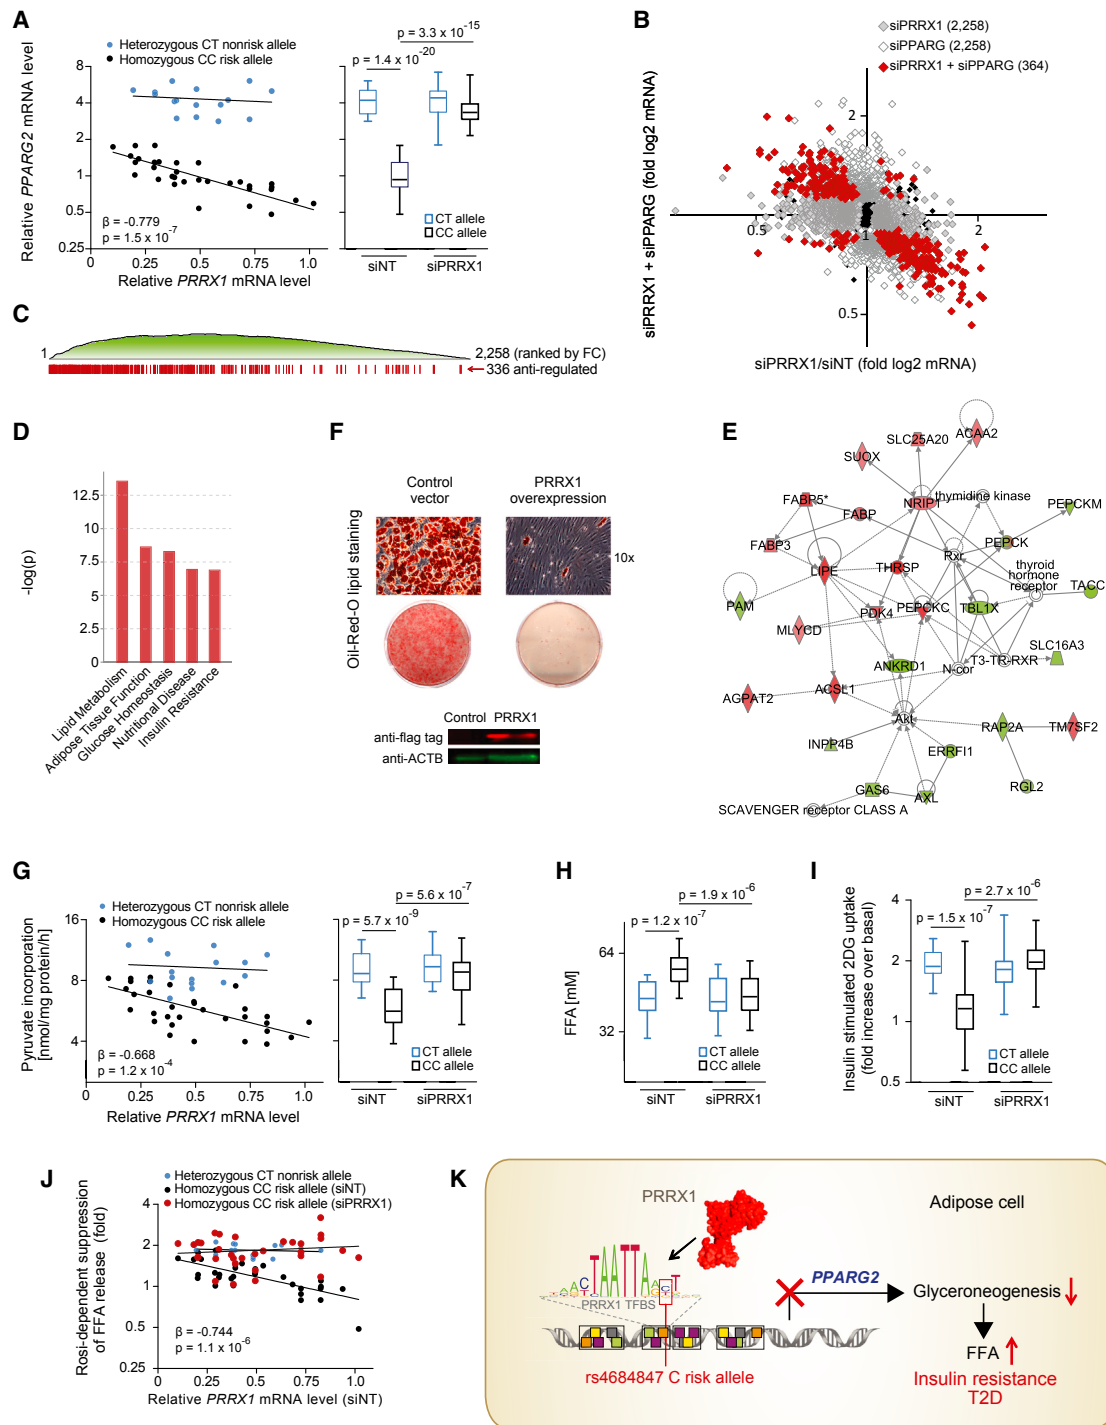 A
Heterozygous CT nonrisk allele
Homozygous CC risk allele
Relative PPARG2 mRNA level
8
4
2
1
0.5
0.25
β = -0.779
p = 1.5 x 10-7
0
0.25
0.50
0.75
1.0
Relative PRRX1 mRNA level
p = 3.3 x 10-15
p = 1.4 x 10-20
CT allele
CC allele
siNT
siPRRX1
B
siPRRX1 (2,258)
siPPARG (2,258)
siPRRX1 + siPPARG (364)
siPRRX1 + siPPARG (fold log2 mRNA)
2
0.5
1
2
0.5
siPRRX1/siNT (fold log2 mRNA)
C
1
2,258 (ranked by FC)
336 anti-regulated
D
-log(p)
12.5
10
7.5
5
2.5
0
Lipid Metabolism
Adipose Tissue Function
Glucose Homeostasis
Nutritional Disease
Insulin Resistance
F
Control vector
PRRX1 overexpression
Oil-Red-O lipid staining
10x
Control PRRX1
anti-flag tag
anti-ACTB
E
ACAA2
SLC25A20
SUOX
FABP5*
NRIP1
thymidine kinase
PEPCKM
FABP
FABP3
PEPCK
Rxr
LIPE
THRSP
thyroid hormone receptor
TACC
PAM
PDK4
PEPCKC
TBL1X
MLYCD
SLC16A3
ANKRD1
N-cor
T3-TR-RXR
AGPAT2
ACSL1
Akt
RAP2A
TM7SF2
INPP4B
ERRFI1
GAS6
AXL
RGL2
SCAVENGER receptor CLASS A
G
Heterozygous CT nonrisk allele
Homozygous CC risk allele
Pyruvate incorporation
[nmol/mg protein/h]
16
8
4
β = -0.668
p = 1.2 x 10-4
0
0.25
0.50
0.75
1.0
Relative PRRX1 mRNA level
p = 5.6 x 10-7
p = 5.7 x 10-9
CT allele
CC allele
siNT
siPRRX1
H
p = 1.9 x 10-6
p = 1.2 x 10-7
FFA [mM]
64
32
CT allele
CC allele
siNT
siPRRX1
I
p = 2.7 x 10-6
p = 1.5 x 10-7
Insulin stimulated 2DG uptake
(fold increase over basal)
4
2
1
0.5
CT allele
CC allele
siNT
siPRRX1
J
Heterozygous CT nonrisk allele
Homozygous CC risk allele (siNT)
Homozygous CC risk allele (siPRRX1)
Rosi-dependent suppression
of FFA release (fold)
4
2
1
0.5
0.25
β = -0.744
p = 1.1 x 10-6
0
0.25
0.50
0.75
1.0
Relative PRRX1 mRNA level (siNT)
K
PRRX1
Adipose cell
TAATTA
PRRX1 TFBS
PPARG2
Glyceroneogenesis
FFA
rs4684847 C risk allele
Insulin resistance
T2D